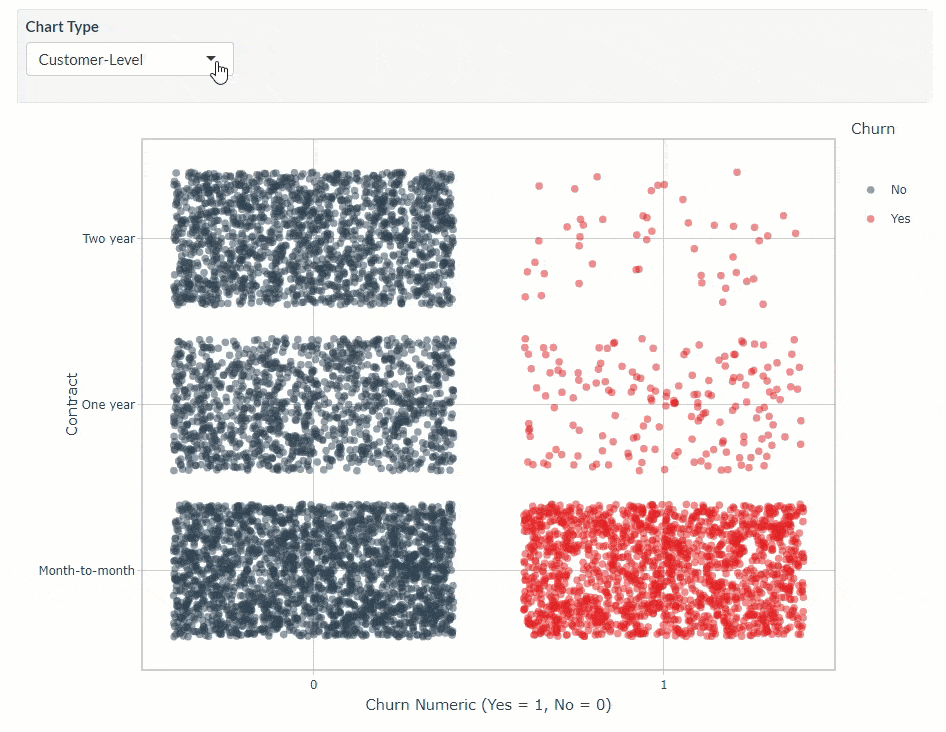 Chart Type
Customer-Level
Churn
No
Yes
Two year
One year
Month-to-month
Contract
0
1
Churn Numeric (Yes = 1, No = 0)